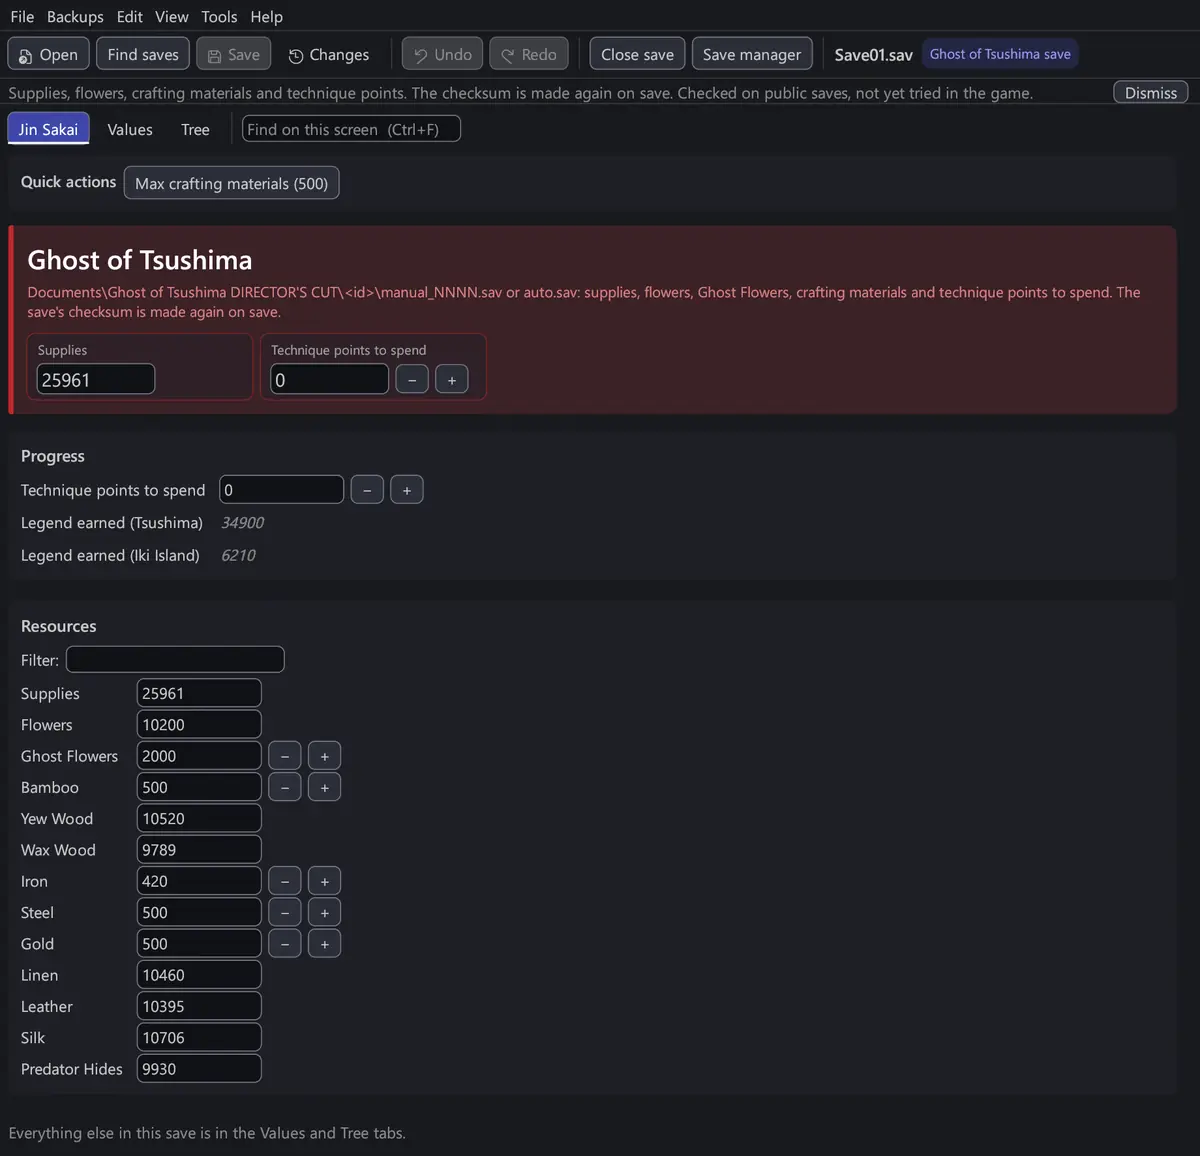 File Backups Edit View Tools Help
Open Find saves Save Changes Undo Redo Close save Save manager Save01.sav Ghost of Tsushima save
Supplies, flowers, crafting materials and technique points. The checksum is made again on save. Checked on public saves, not yet tried in the game. Dismiss
Jin Sakai Values Tree Find on this screen (Ctrl+F)
Quick actions Max crafting materials (500)
Ghost of Tsushima
Documents\Ghost of Tsushima DIRECTOR'S CUT\<id>\manual_NNNN.sav or auto.sav: supplies, flowers, Ghost Flowers, crafting materials and technique points to spend. The
save's checksum is made again on save.
Supplies Technique points to spend
25961 0 − +
Progress
Technique points to spend 0 − +
Legend earned (Tsushima) 34900
Legend earned (Iki Island) 6210
Resources
Filter:
Supplies 25961
Flowers 10200
Ghost Flowers 2000 − +
Bamboo 500 − +
Yew Wood 10520
Wax Wood 9789
Iron 420 − +
Steel 500 − +
Gold 500 − +
Linen 10460
Leather 10395
Silk 10706
Predator Hides 9930
Everything else in this save is in the Values and Tree tabs.